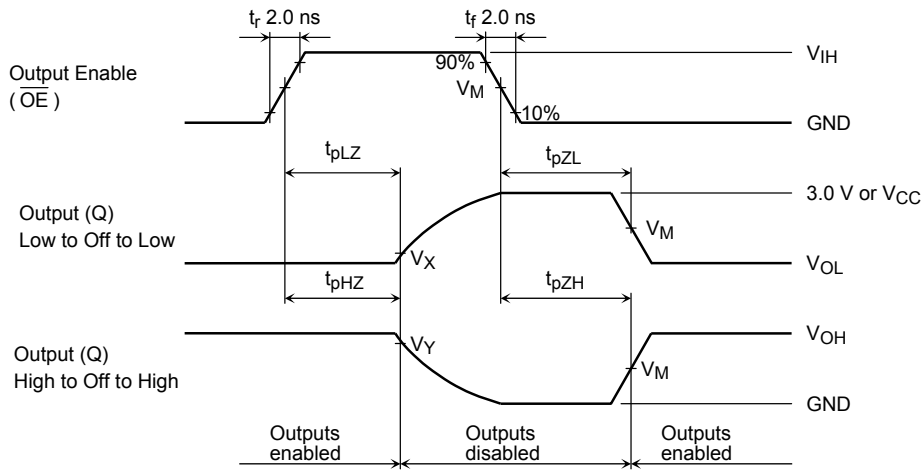 tr 2.0 ns
tf 2.0 ns
Output Enable
( OE )
90%
VM
10%
VIH
GND
tpLZ
tpZL
Output (Q)
Low to Off to Low
VX
3.0 V or VCC
VM
VOL
tpHZ
tpZH
Output (Q)
High to Off to High
VY
VOH
VM
GND
Outputs
enabled
Outputs
disabled
Outputs
enabled